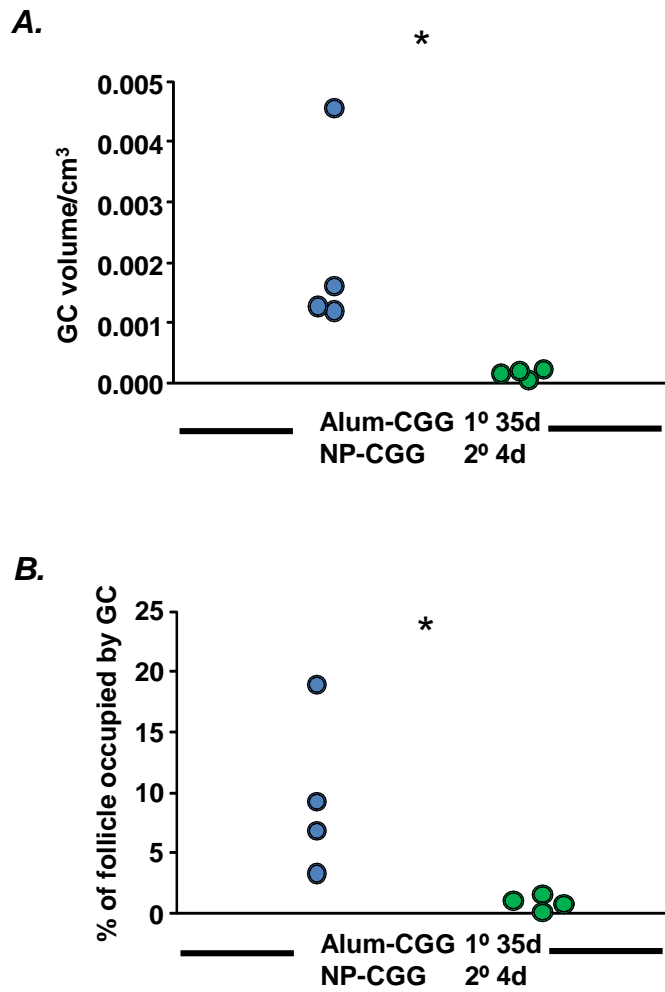 A.
*
0.005
0.004
0.003
0.002
0.001
0.000
GC volume/cm³
Alum-CGG 1º 35d
NP-CGG 2º 4d
B.
*
25
20
15
10
5
0
% of follicle occupied by GC
Alum-CGG 1º 35d
NP-CGG 2º 4d